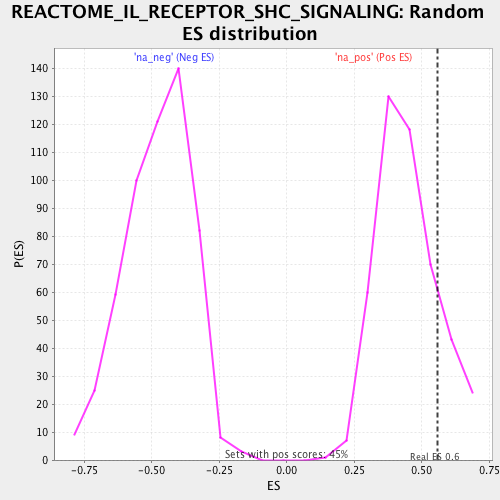 REACTOME_IL_RECEPTOR_SHC_SIGNALING: Random
ES distribution
'na_neg' (Neg ES)
'na_pos' (Pos ES)
P(ES)
140
130
120
110
100
90
80
70
60
50
40
30
20
10
0
Sets with pos scores: 45%
Real ES 0.6
-0.75
-0.50
-0.25
0.00
0.25
0.50
0.75
ES